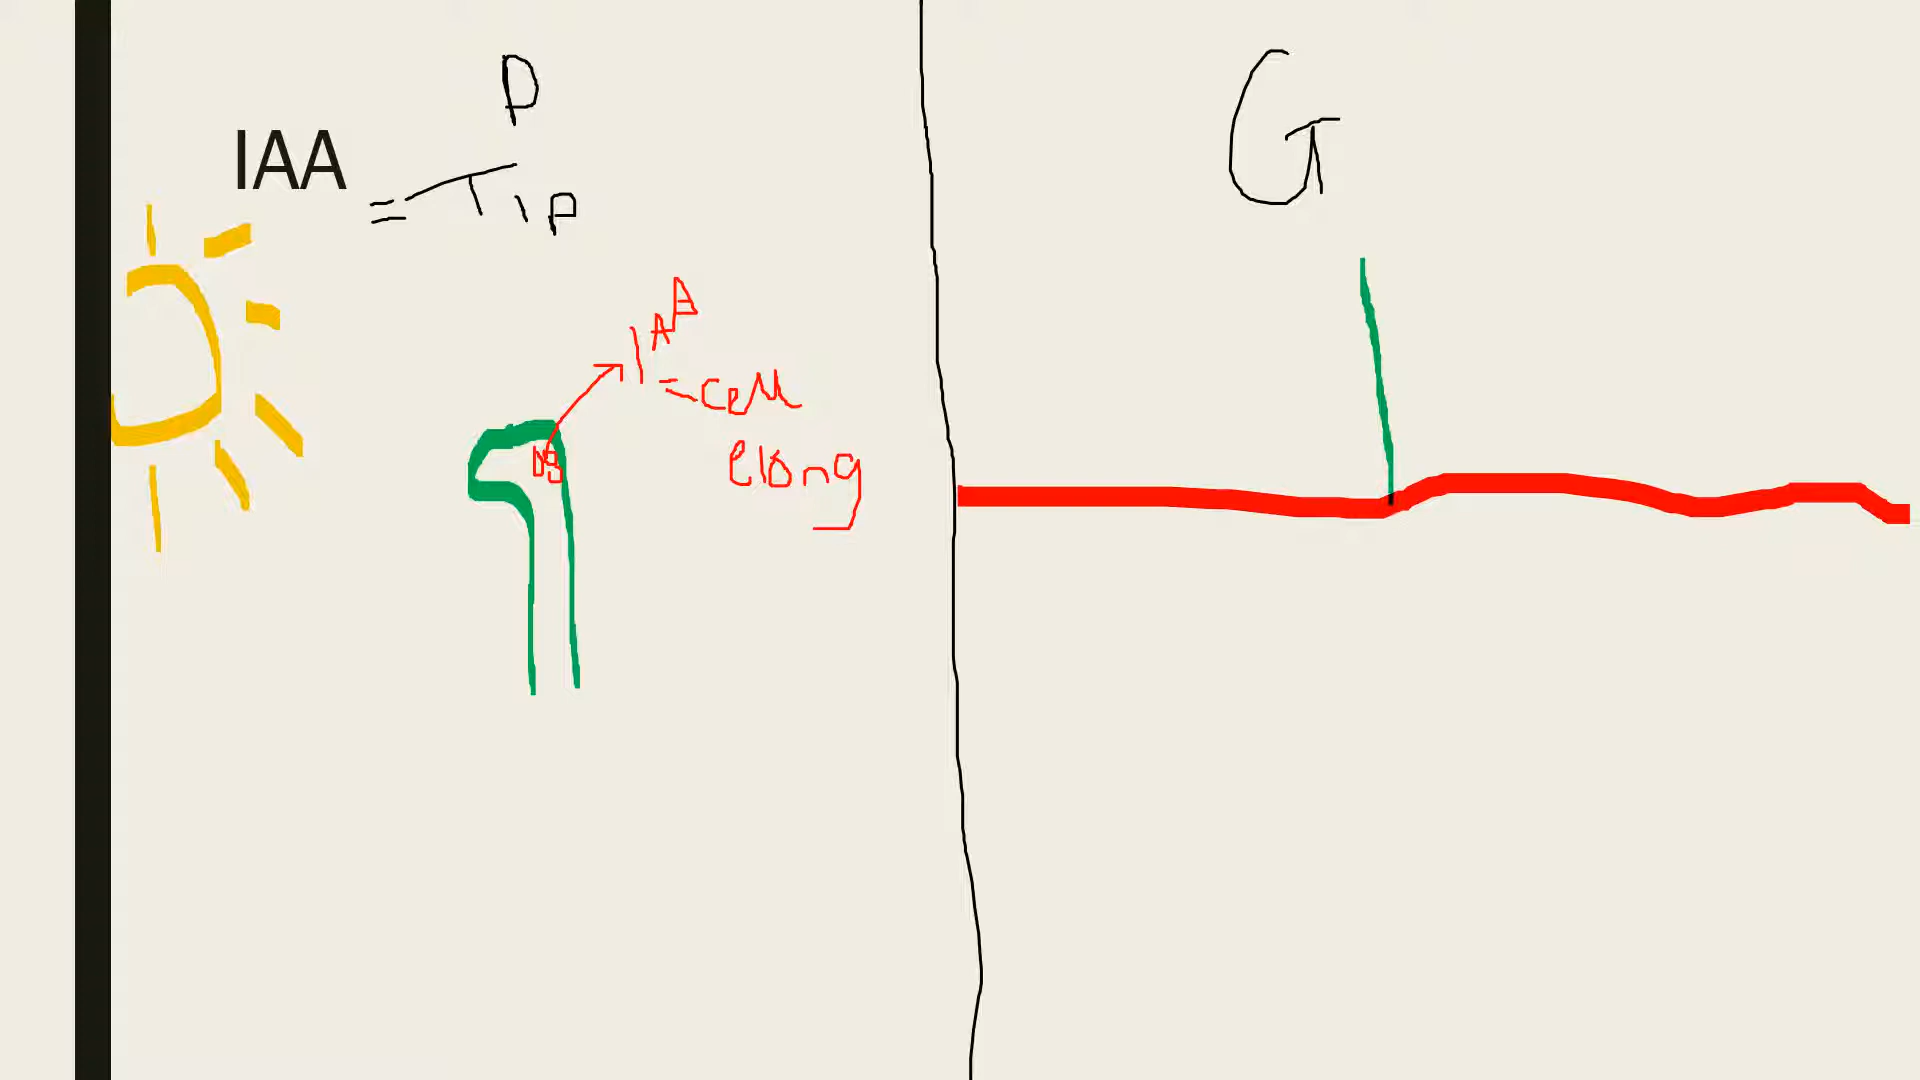 P
IAA
= Tip
IAA
= cell
elong
G